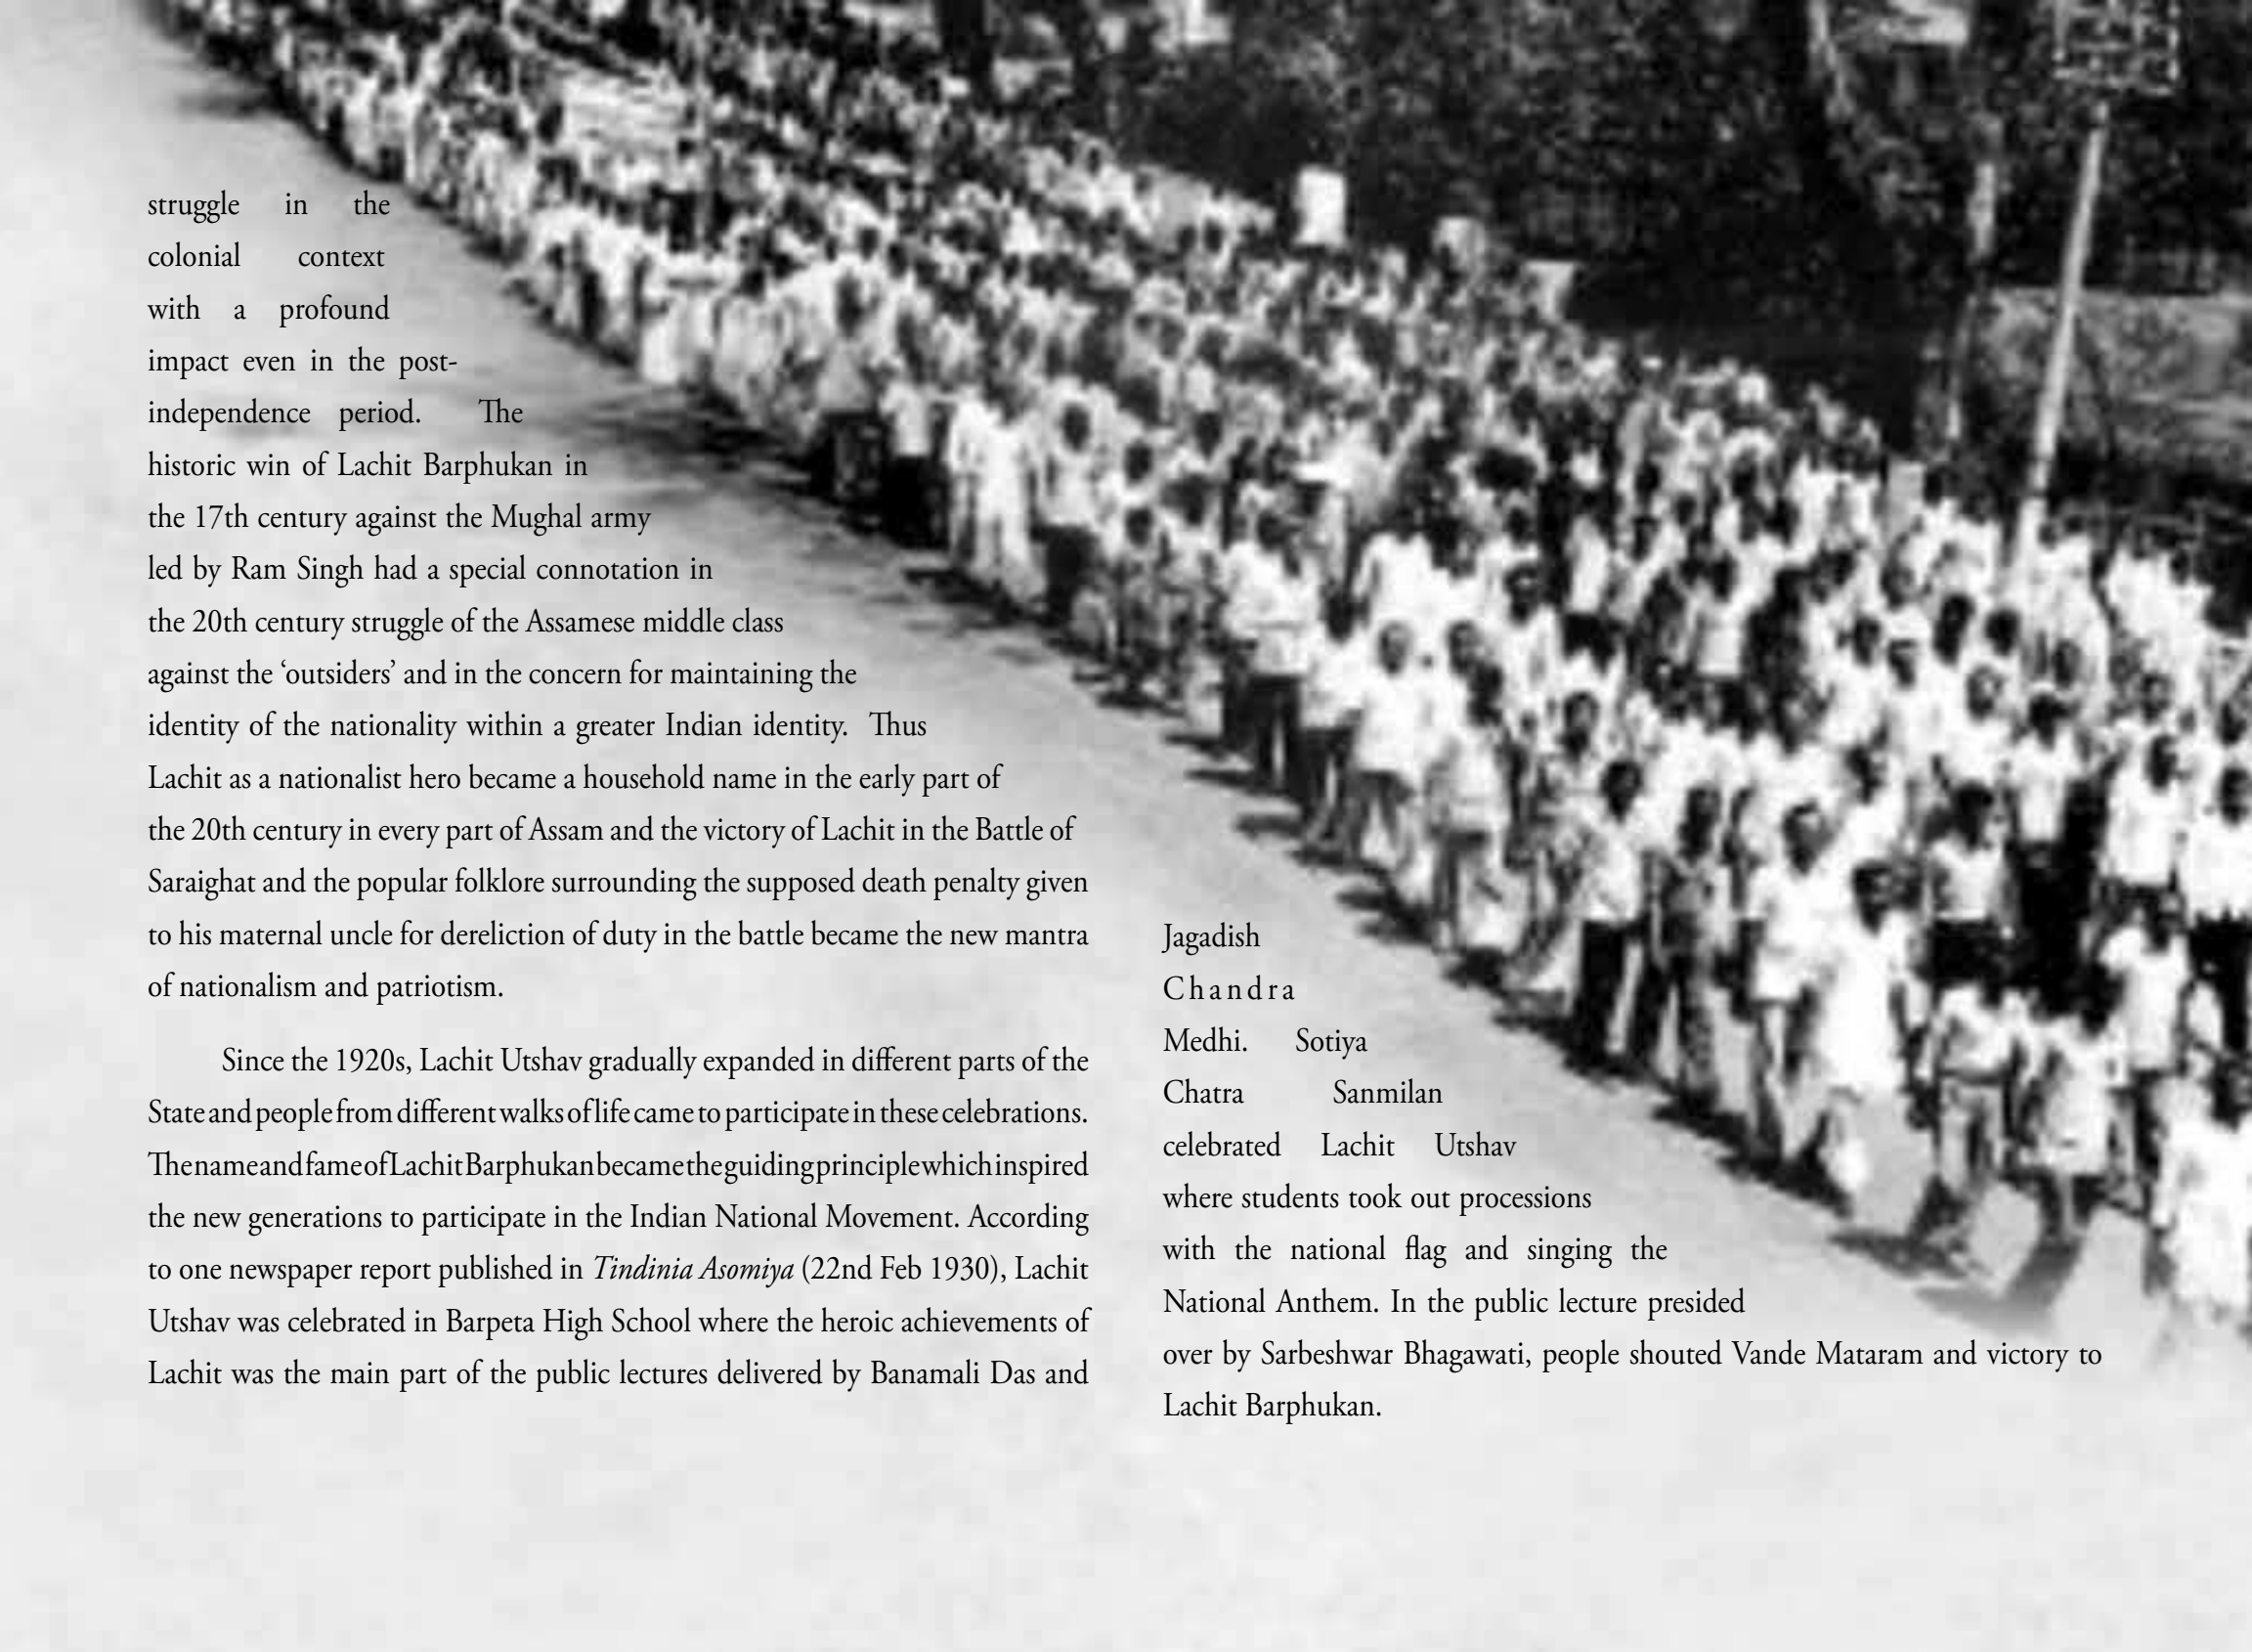 struggle in the
colonial context
with a profound
impact even in the post-
independence period. The
historic win of Lachit Barphukan in
the 17th century against the Mughal army
led by Ram Singh had a special connotation in
the 20th century struggle of the Assamese middle class
against the ‘outsiders’ and in the concern for maintaining the
identity of the nationality within a greater Indian identity. Thus
Lachit as a nationalist hero became a household name in the early part of
the 20th century in every part of Assam and the victory of Lachit in the Battle of
Saraighat and the popular folklore surrounding the supposed death penalty given
to his maternal uncle for dereliction of duty in the battle became the new mantra
of nationalism and patriotism.
Since the 1920s, Lachit Utshav gradually expanded in different parts of the
State and people from different walks of life came to participate in these celebrations.
The name and fame of Lachit Barphukan became the guiding principle which inspired
the new generations to participate in the Indian National Movement. According
to one newspaper report published in Tindinia Asomiya (22nd Feb 1930), Lachit
Utshav was celebrated in Barpeta High School where the heroic achievements of
Lachit was the main part of the public lectures delivered by Banamali Das and
Jagadish
Chandra
Medhi. Sotiya
Chatra Sanmilan
celebrated Lachit Utshav
where students took out processions
with the national flag and singing the
National Anthem. In the public lecture presided
over by Sarbeshwar Bhagawati, people shouted Vande Mataram and victory to
Lachit Barphukan.